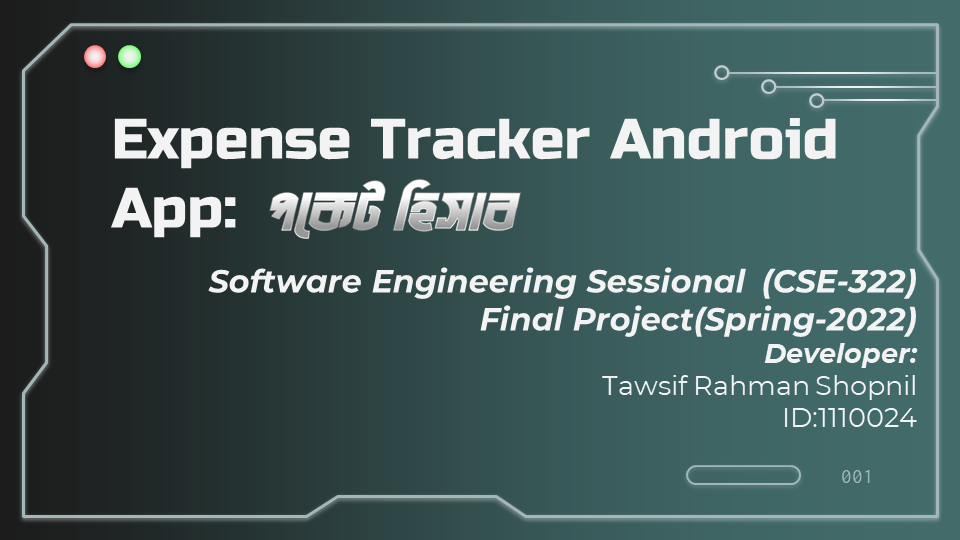 Expense Tracker Android
App: পকেট হিসাব
Software Engineering Sessional (CSE-322)
Final Project(Spring-2022)
Developer:
Tawsif Rahman Shopnil
ID:1110024
001